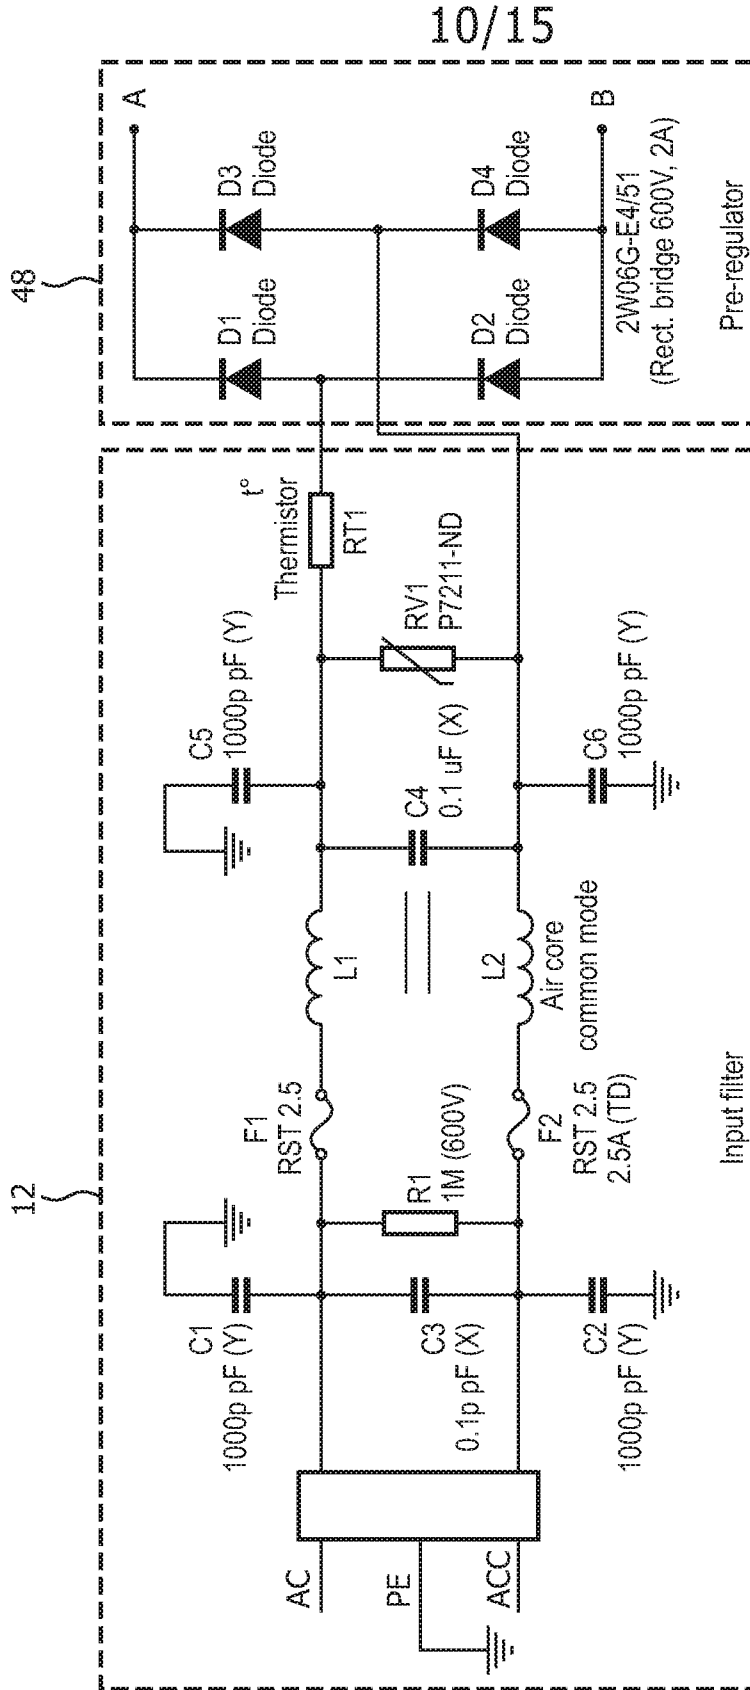 10/15
48
A
D1
Diode
D3
Diode
D2
Diode
D4
Diode
B
2W06G-E4/51
(Rect. bridge 600V, 2A)
Pre-regulator
12
AC
PE
ACC
C1
1000p pF (Y)
C3
0.1p pF (X)
C2
1000p pF (Y)
R1
1M (600V)
F1
RST 2.5
F2
RST 2.5
2.5A (TD)
L1
L2
Air core
common mode
C5
1000p pF (Y)
C4
0.1 uF (X)
C6
1000p pF (Y)
RV1
P7211-ND
t°
Thermistor
RT1
Input filter